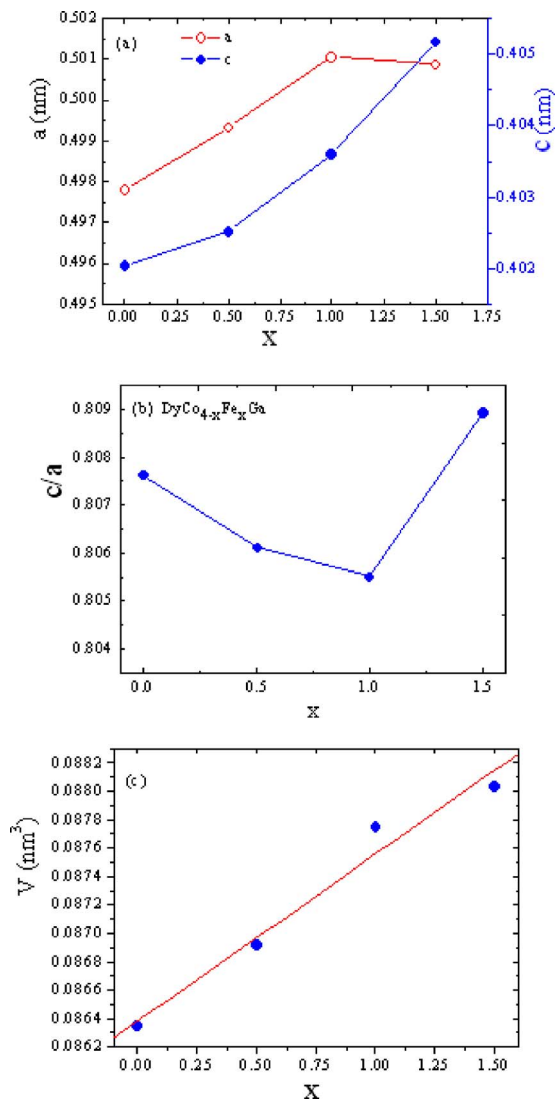 (a)
a
c
a (nm)
0.502
0.501
0.500
0.499
0.498
0.497
0.496
0.495
0.405
0.404
0.403
0.402
c (nm)
0.00 0.25 0.50 0.75 1.00 1.25 1.50 1.75
X
(b) DyCo4-xFexGa
c/a
0.809
0.808
0.807
0.806
0.805
0.804
0.0 0.5 1.0 1.5
x
(c)
V (nm3)
0.0882
0.0880
0.0878
0.0876
0.0874
0.0872
0.0870
0.0868
0.0866
0.0864
0.0862
0.00 0.25 0.50 0.75 1.00 1.25 1.50
X